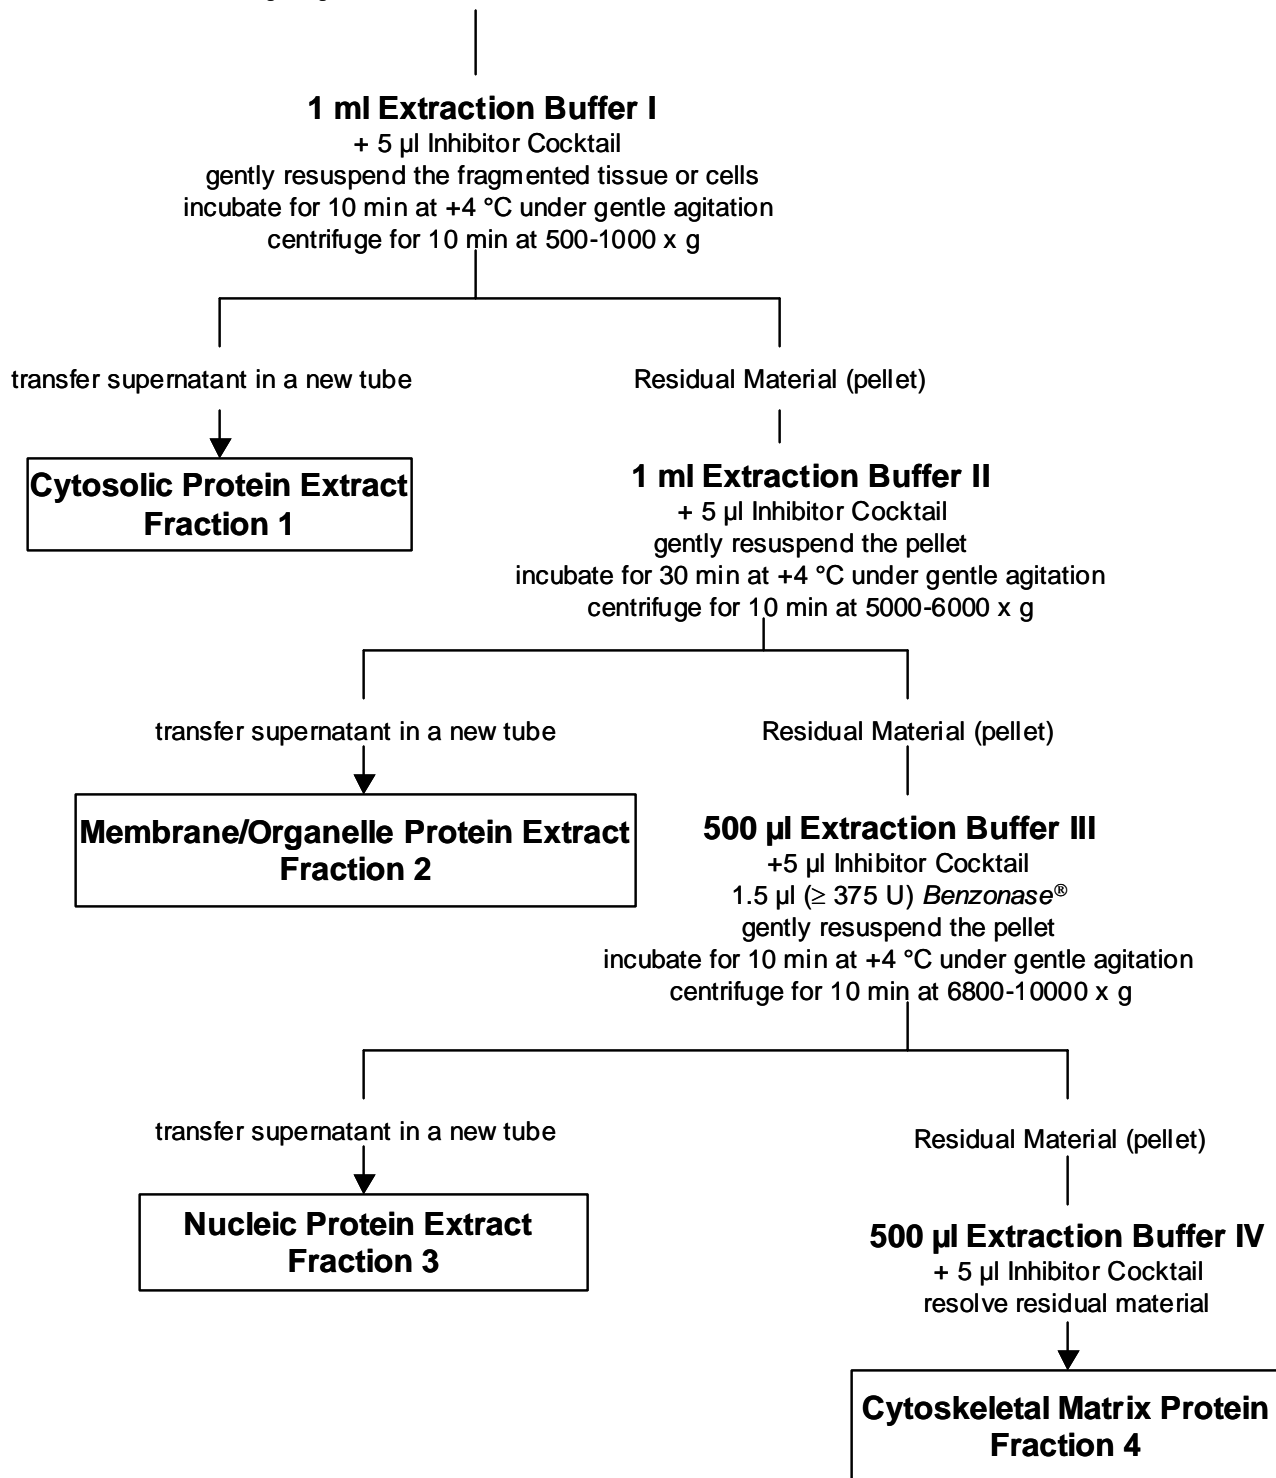 1 ml Extraction Buffer I
+ 5 µl Inhibitor Cocktail
gently resuspend the fragmented tissue or cells
incubate for 10 min at +4 °C under gentle agitation
centrifuge for 10 min at 500-1000 x g
transfer supernatant in a new tube
Residual Material (pellet)
Cytosolic Protein Extract
Fraction 1
1 ml Extraction Buffer II
+ 5 µl Inhibitor Cocktail
gently resuspend the pellet
incubate for 30 min at +4 °C under gentle agitation
centrifuge for 10 min at 5000-6000 x g
transfer supernatant in a new tube
Residual Material (pellet)
Membrane/Organelle Protein Extract
Fraction 2
500 µl Extraction Buffer III
+5 µl Inhibitor Cocktail
1.5 µl (≥ 375 U) Benzonase®
gently resuspend the pellet
incubate for 10 min at +4 °C under gentle agitation
centrifuge for 10 min at 6800-10000 x g
transfer supernatant in a new tube
Residual Material (pellet)
Nucleic Protein Extract
Fraction 3
500 µl Extraction Buffer IV
+ 5 µl Inhibitor Cocktail
resolve residual material
Cytoskeletal Matrix Protein
Fraction 4